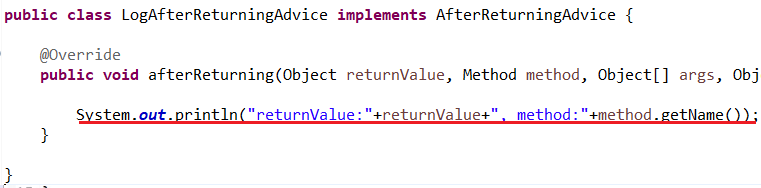 public class LogAfterReturningAdvice implements AfterReturningAdvice {
@Override
public void afterReturning(Object returnValue, Method method, Object[] args, Obj
System.out.println("returnValue:"+returnValue+", method:"+method.getName());
}
}